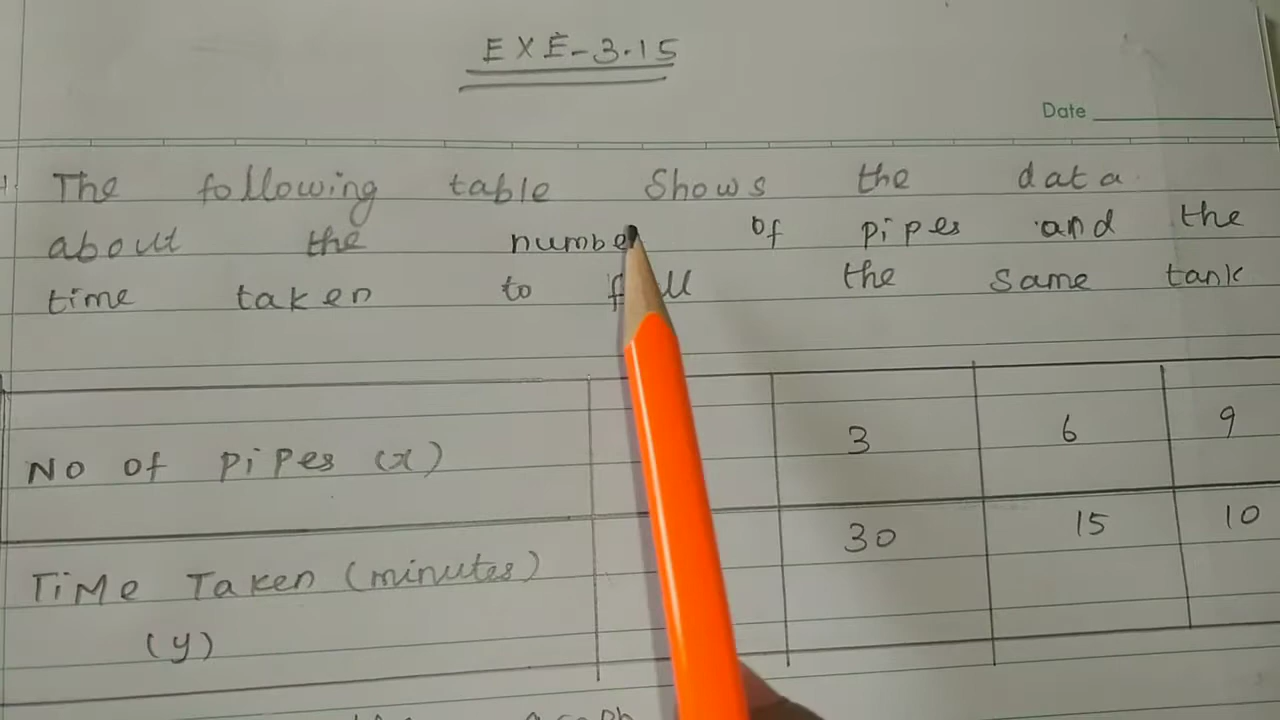 EXE-3.15
Date
The following table Shows the data
about the number of pipes and the
time taken to fill the same tank
No of pipes (x) 3 6 9
Time Taken (minutes) 30 15 10
(y)
graph